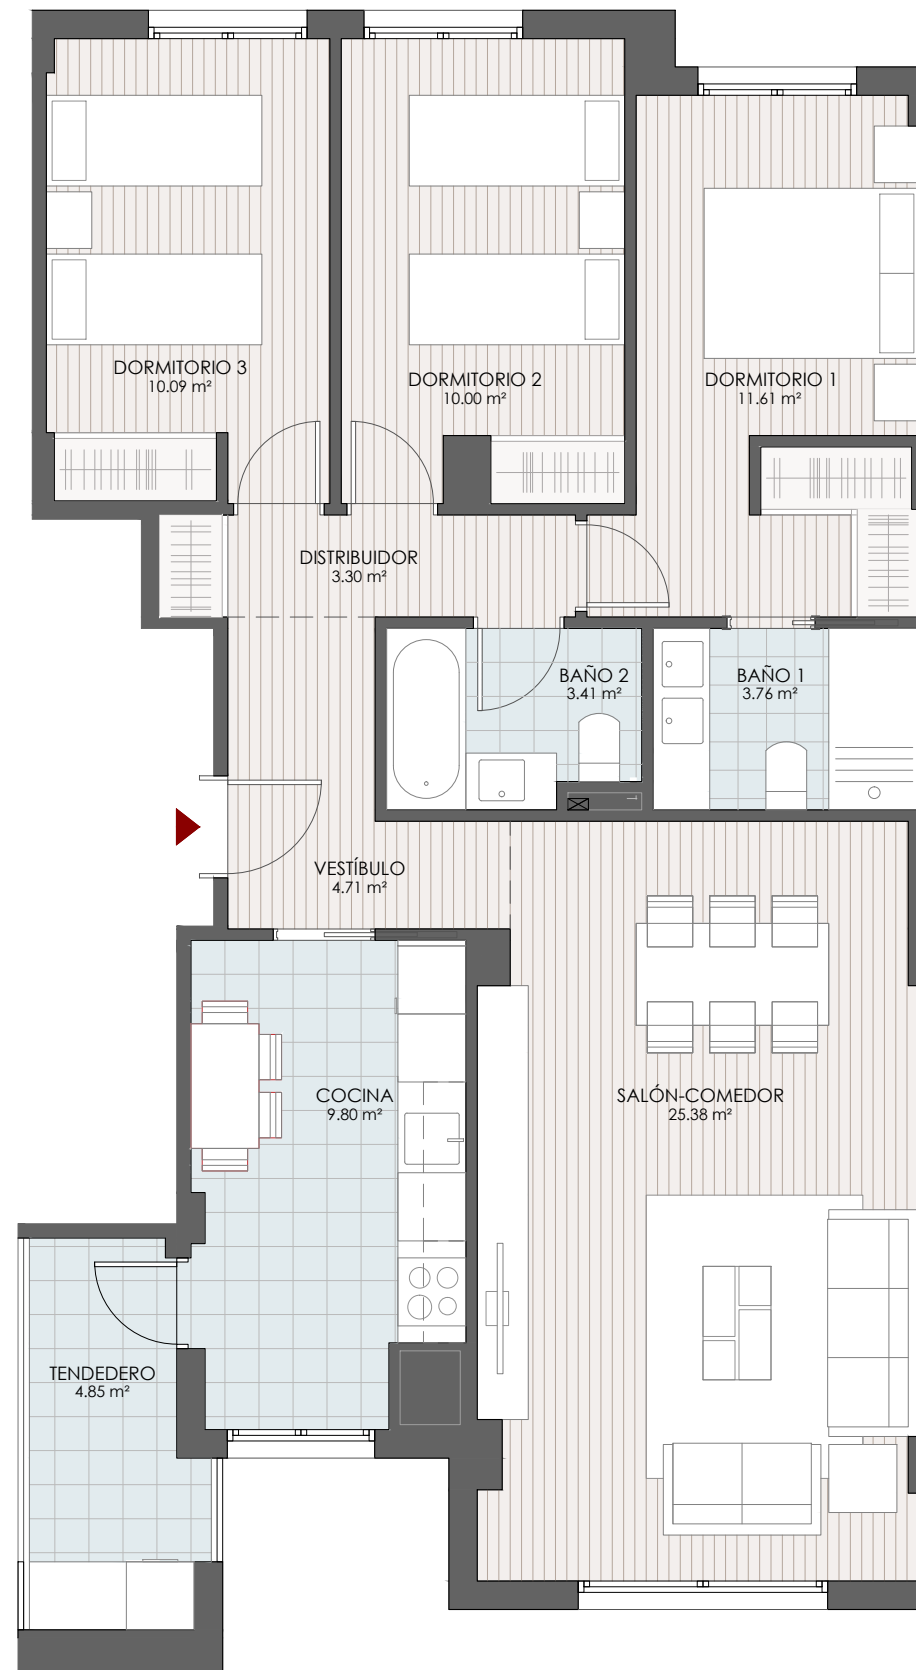 DORMITORIO 3
10.09 m²
DORMITORIO 2
10.00 m²
DORMITORIO 1
11.61 m²
DISTRIBUIDOR
3.30 m²
BAÑO 2
3.41 m²
BAÑO 1
3.76 m²
VESTÍBULO
4.71 m²
COCINA
9.80 m²
SALÓN-COMEDOR
25.38 m²
TENDEDERO
4.85 m²